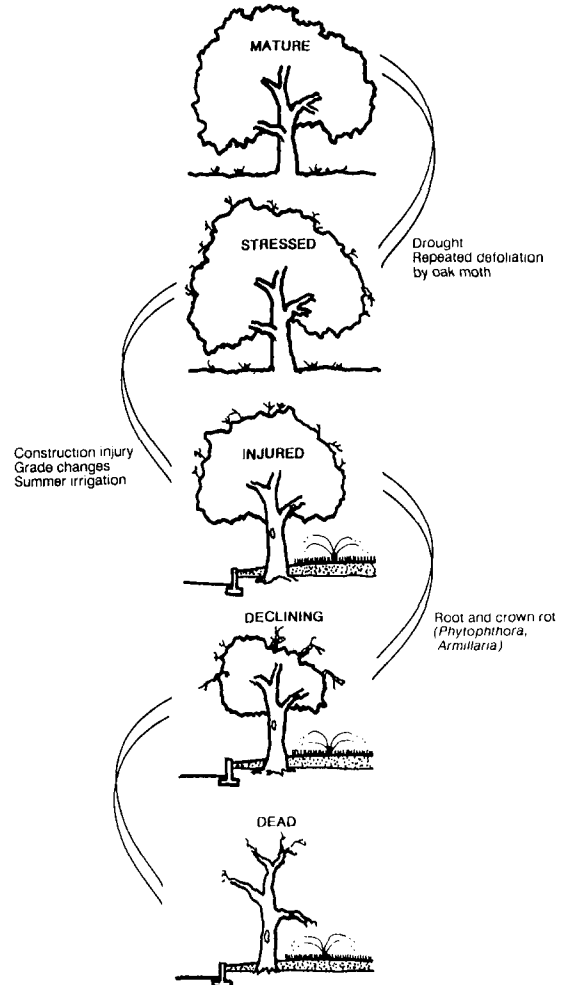 MATURE
STRESSED
Drought
Repeated defoliation
by oak moth
Construction injury
Grade changes
Summer irrigation
INJURED
DECLINING
Root and crown rot
(Phytophthora,
Armillaria)
DEAD